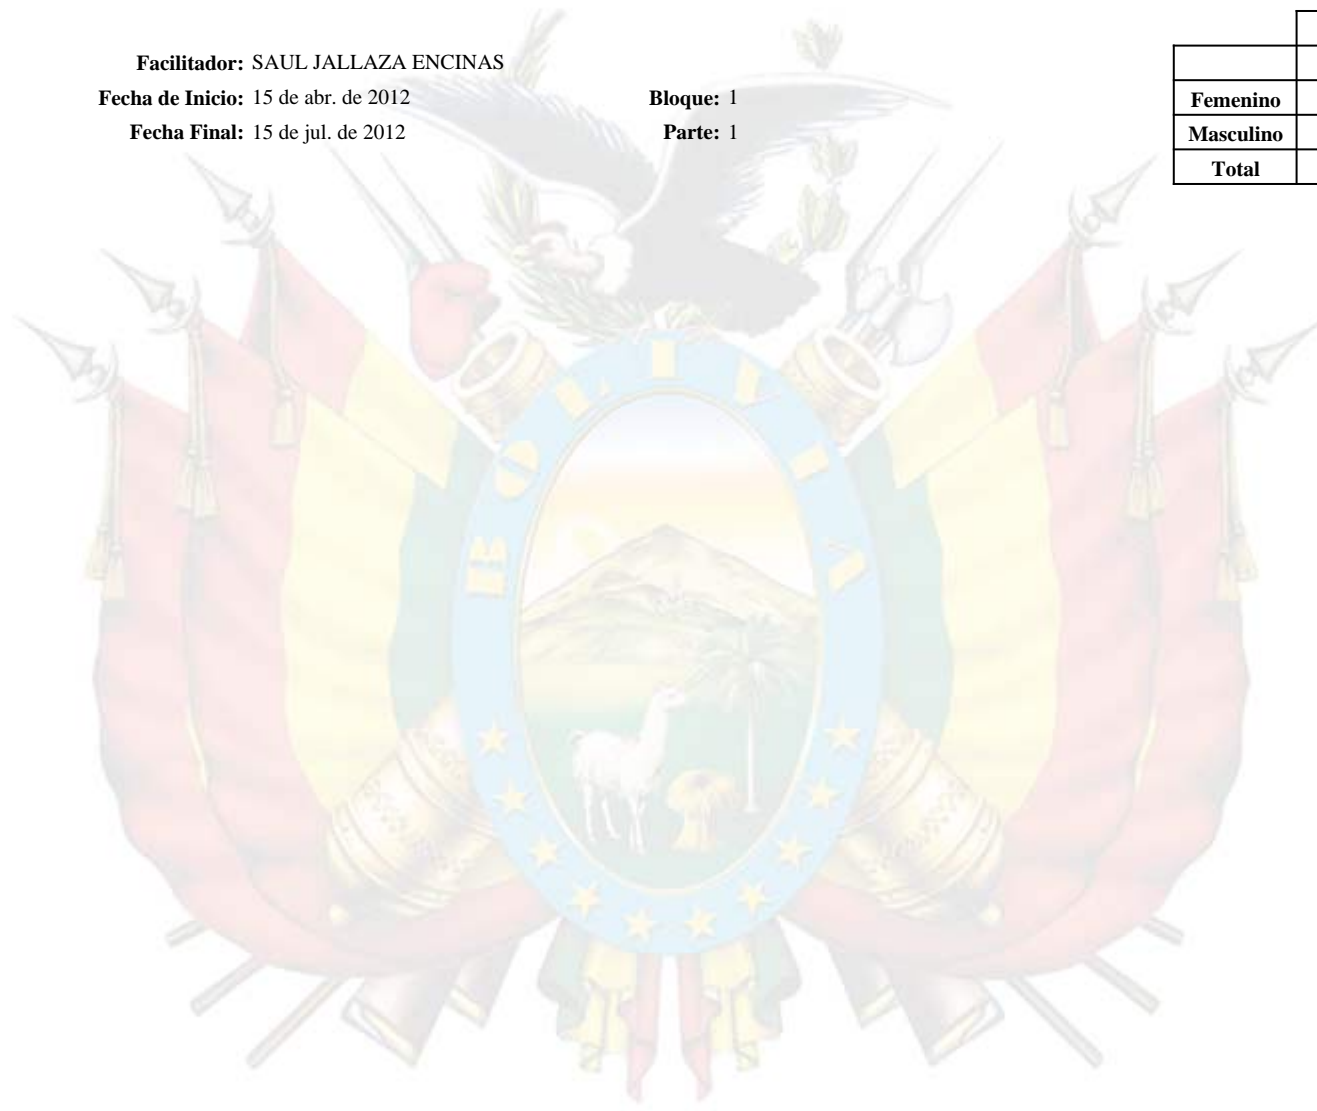 Facilitador: SAUL JALLAZA ENCINAS
Fecha de Inicio: 15 de abr. de 2012 Bloque: 1
Fecha Final: 15 de jul. de 2012 Parte: 1
Femenino
Masculino
Total
BOLIVIA